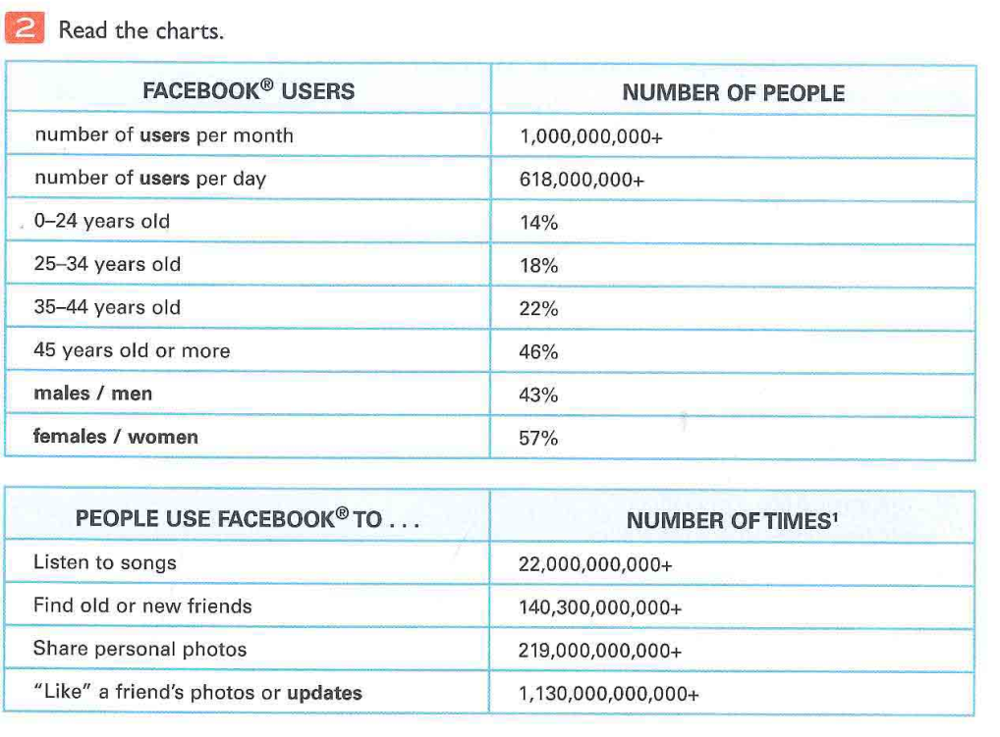 2 Read the charts.
FACEBOOK® USERS NUMBER OF PEOPLE
number of users per month 1,000,000,000+
number of users per day 618,000,000+
0–24 years old 14%
25–34 years old 18%
35–44 years old 22%
45 years old or more 46%
males / men 43%
females / women 57%
PEOPLE USE FACEBOOK® TO . . . NUMBER OF TIMES¹
Listen to songs 22,000,000,000+
Find old or new friends 140,300,000,000+
Share personal photos 219,000,000,000+
"Like" a friend's photos or updates 1,130,000,000,000+